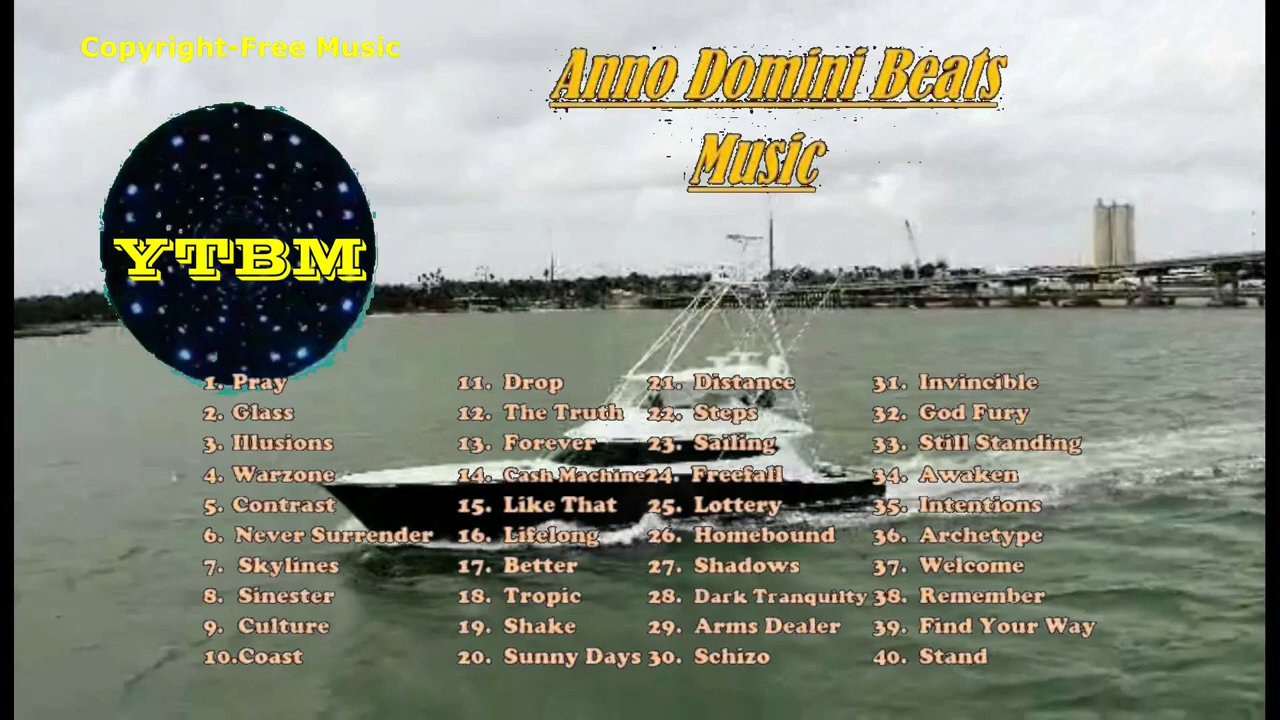 Copyright-Free Music
Anno Domini Beats
Music
YTBM
1. Pray
2. Glass
3. Illusions
4. Warzone
5. Contrast
6. Never Surrender
7. Skylines
8. Sinester
9. Culture
10.Coast
11. Drop
12. The Truth
13. Forever
14. Cash Machine
15. Like That
16. Lifelong
17. Better
18. Tropic
19. Shake
20. Sunny Days
21. Distance
22. Steps
23. Sailing
24. Freefall
25. Lottery
26. Homebound
27. Shadows
28. Dark Tranquilty
29. Arms Dealer
30. Schizo
31. Invincible
32. God Fury
33. Still Standing
34. Awaken
35. Intentions
36. Archetype
37. Welcome
38. Remember
39. Find Your Way
40. Stand